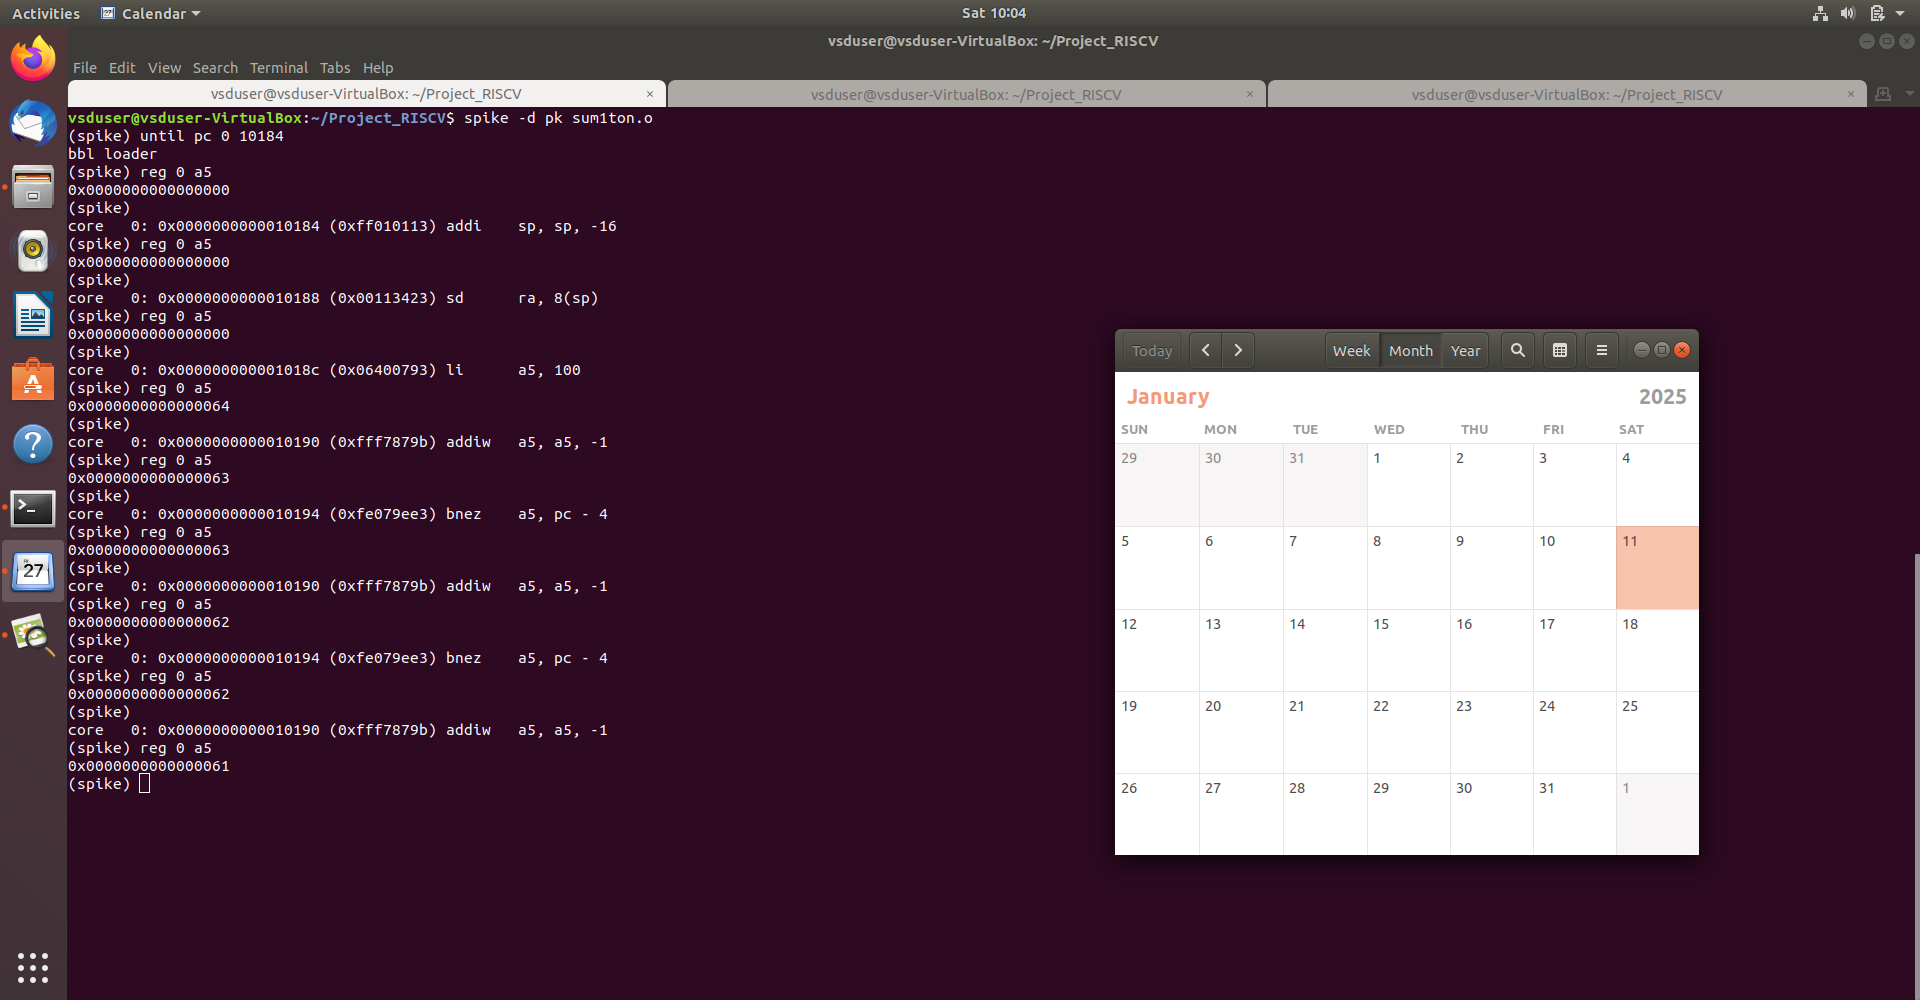 Activities Calendar Sat 10:04
vsduser@vsduser-VirtualBox: ~/Project_RISCV
File Edit View Search Terminal Tabs Help
vsduser@vsduser-VirtualBox: ~/Project_RISCV × vsduser@vsduser-VirtualBox: ~/Project_RISCV × vsduser@vsduser-VirtualBox: ~/Project_RISCV ×
vsduser@vsduser-VirtualBox:~/Project_RISCV$ spike -d pk sum1ton.o
(spike) until pc 0 10184
bbl loader
(spike) reg 0 a5
0x0000000000000000
(spike)
core   0: 0x0000000000010184 (0xff010113) addi    sp, sp, -16
(spike) reg 0 a5
0x0000000000000000
(spike)
core   0: 0x0000000000010188 (0x00113423) sd      ra, 8(sp)
(spike) reg 0 a5
0x0000000000000000
(spike)
core   0: 0x000000000001018c (0x06400793) li      a5, 100
(spike) reg 0 a5
0x0000000000000064
(spike)
core   0: 0x0000000000010190 (0xfff7879b) addiw   a5, a5, -1
(spike) reg 0 a5
0x0000000000000063
(spike)
core   0: 0x0000000000010194 (0xfe079ee3) bnez    a5, pc - 4
(spike) reg 0 a5
0x0000000000000063
(spike)
core   0: 0x0000000000010190 (0xfff7879b) addiw   a5, a5, -1
(spike) reg 0 a5
0x0000000000000062
(spike)
core   0: 0x0000000000010194 (0xfe079ee3) bnez    a5, pc - 4
(spike) reg 0 a5
0x0000000000000062
(spike)
core   0: 0x0000000000010190 (0xfff7879b) addiw   a5, a5, -1
(spike) reg 0 a5
0x0000000000000061
(spike)
27
Today Week Month Year
January 2025
SUN MON TUE WED THU FRI SAT
29 30 31 1 2 3 4
5 6 7 8 9 10 11
12 13 14 15 16 17 18
19 20 21 22 23 24 25
26 27 28 29 30 31 1